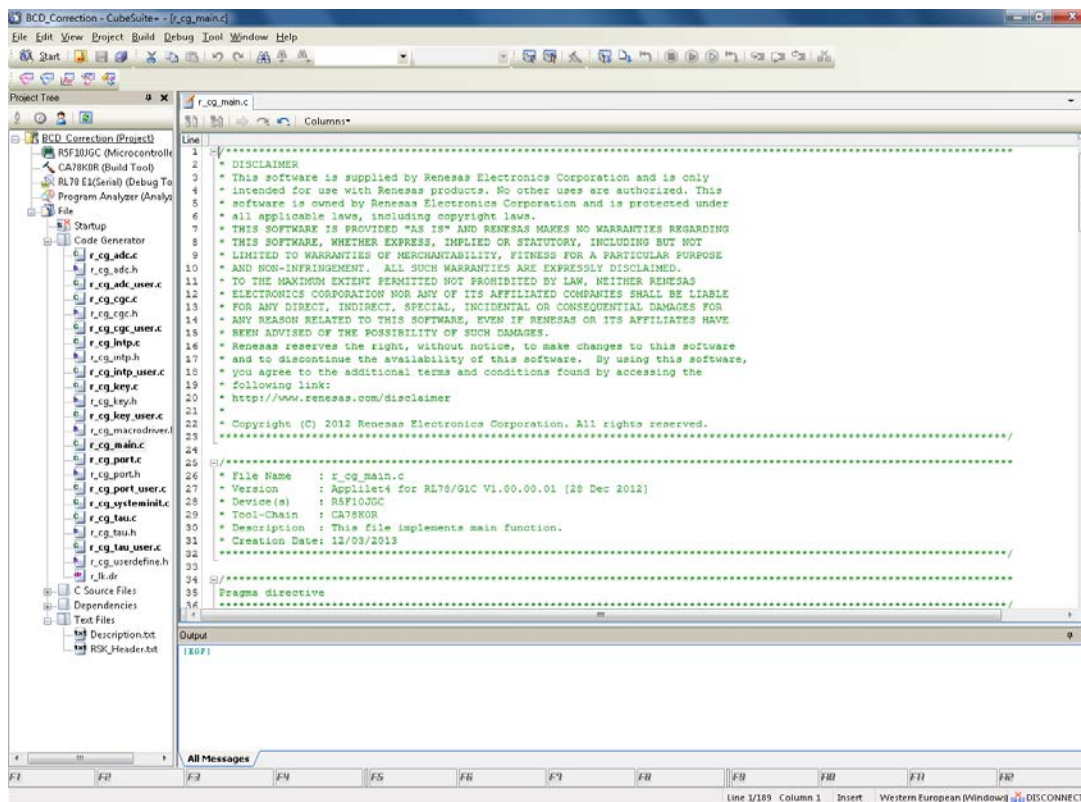 BCD_Correction - CubeSuite+ - [r_cg_main.c]
File Edit View Project Build Debug Tool Window Help
Start
Project Tree
r_cg_main.c
Columns▾
BCD_Correction (Project)
R5F10JGC (Microcontrolle
CA78K0R (Build Tool)
RL78 E1(Serial) (Debug To
Program Analyzer (Analyz
File
Startup
Code Generator
r_cg_adc.c
r_cg_adc.h
r_cg_adc_user.c
r_cg_cgc.c
r_cg_cgc.h
r_cg_cgc_user.c
r_cg_intp.c
r_cg_intp.h
r_cg_intp_user.c
r_cg_key.c
r_cg_key.h
r_cg_key_user.c
r_cg_macrodriver.h
r_cg_main.c
r_cg_port.c
r_cg_port.h
r_cg_port_user.c
r_cg_systeminit.c
r_cg_tau.c
r_cg_tau.h
r_cg_tau_user.c
r_cg_userdefine.h
r_lk.dr
C Source Files
Dependencies
Text Files
Description.txt
RSK_Header.txt
Line
1 /***********************************************************************************************************************
2 * DISCLAIMER
3 * This software is supplied by Renesas Electronics Corporation and is only
4 * intended for use with Renesas products. No other uses are authorized. This
5 * software is owned by Renesas Electronics Corporation and is protected under
6 * all applicable laws, including copyright laws.
7 * THIS SOFTWARE IS PROVIDED "AS IS" AND RENESAS MAKES NO WARRANTIES REGARDING
8 * THIS SOFTWARE, WHETHER EXPRESS, IMPLIED OR STATUTORY, INCLUDING BUT NOT
9 * LIMITED TO WARRANTIES OF MERCHANTABILITY, FITNESS FOR A PARTICULAR PURPOSE
10 * AND NON-INFRINGEMENT.  ALL SUCH WARRANTIES ARE EXPRESSLY DISCLAIMED.
11 * TO THE MAXIMUM EXTENT PERMITTED NOT PROHIBITED BY LAW, NEITHER RENESAS
12 * ELECTRONICS CORPORATION NOR ANY OF ITS AFFILIATED COMPANIES SHALL BE LIABLE
13 * FOR ANY DIRECT, INDIRECT, SPECIAL, INCIDENTAL OR CONSEQUENTIAL DAMAGES FOR
14 * ANY REASON RELATED TO THIS SOFTWARE, EVEN IF RENESAS OR ITS AFFILIATES HAVE
15 * BEEN ADVISED OF THE POSSIBILITY OF SUCH DAMAGES.
16 * Renesas reserves the right, without notice, to make changes to this software
17 * and to discontinue the availability of this software.  By using this software,
18 * you agree to the additional terms and conditions found by accessing the
19 * following link:
20 * http://www.renesas.com/disclaimer
21 *
22 * Copyright (C) 2012 Renesas Electronics Corporation. All rights reserved.
23 ***********************************************************************************************************************/
24
25 /***********************************************************************************************************************
26 * File Name    : r_cg_main.c
27 * Version      : Applilet4 for RL78/G1C V1.00.00.01 [28 Dec 2012]
28 * Device(s)    : R5F10JGC
29 * Tool-Chain   : CA78K0R
30 * Description  : This file implements main function.
31 * Creation Date: 12/03/2013
32 ***********************************************************************************************************************/
33
34 /***********************************************************************************************************************
35 Pragma directive
36 ***********************************************************************************************************************/
Output
[EOF]
All Messages
F1 F2 F3 F4 F5 F6 F7 F8 F9 F10 F11 F12
Line 1/189 Column 1 Insert Western European (Windows) DISCONNECT